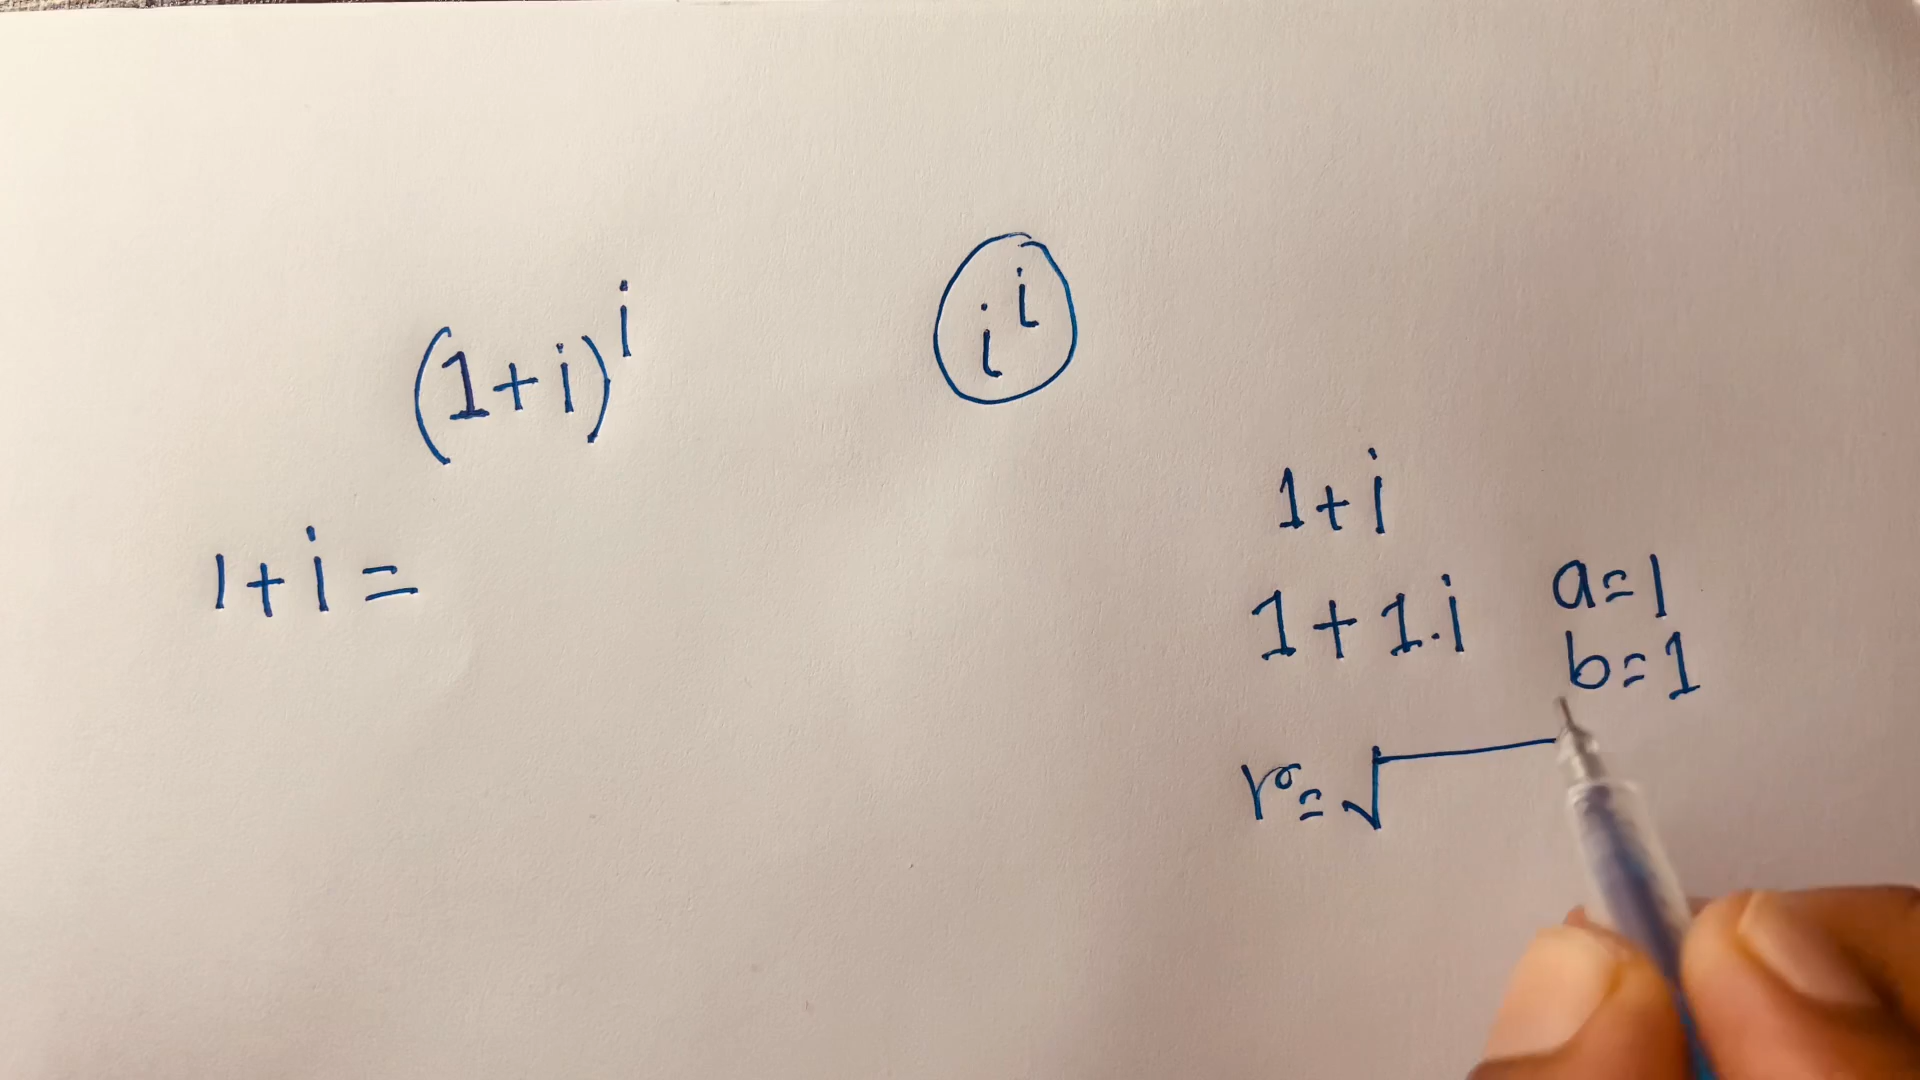 (1+i)^i
i^i
1+i
1+i=
1+1.i
a=1
b=1
r=√